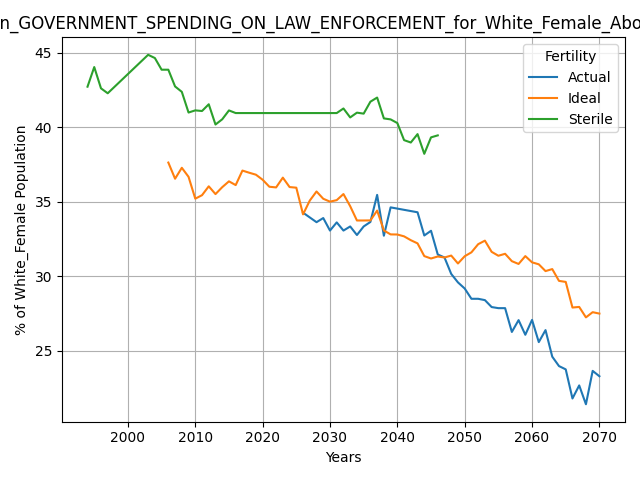 n_GOVERNMENT_SPENDING_ON_LAW_ENFORCEMENT_for_White_Female_Abo
Fertility
Actual
Ideal
Sterile
% of White_Female Population
45
40
35
30
25
2000 2010 2020 2030 2040 2050 2060 2070
Years